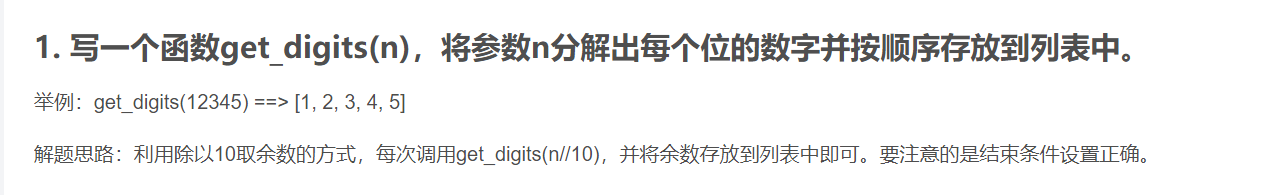 1. 写一个函数get_digits(n)，将参数n分解出每个位的数字并按顺序存放到列表中。
举例：get_digits(12345) ==> [1, 2, 3, 4, 5]
解题思路：利用除以10取余数的方式，每次调用get_digits(n//10)，并将余数存放到列表中即可。要注意的是结束条件设置正确。